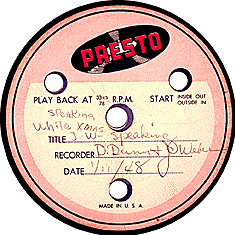 PRESTO
PLAY BACK AT 33 1/3 78 R.P.M. START INSIDE OUT OUTSIDE IN
Speaking
White Xmas
TITLE J. W. Speaking
RECORDER D. Dunn &
DATE 1/11/48
MADE IN U.S.A.